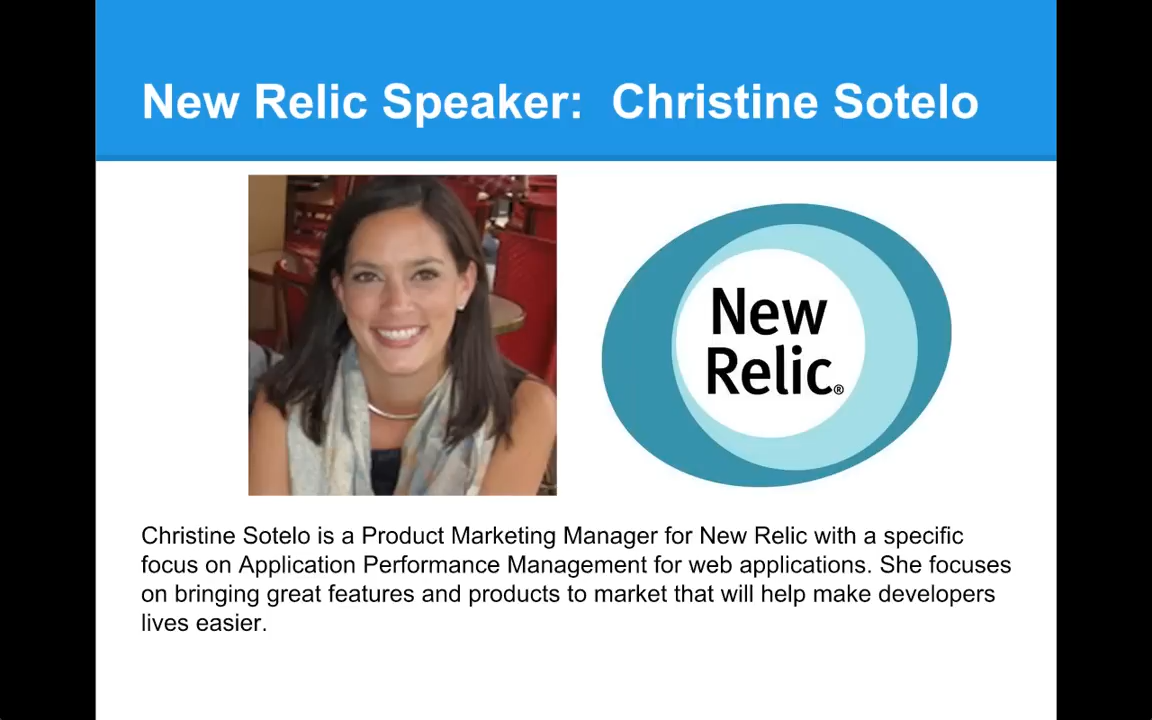 New Relic Speaker:  Christine Sotelo
New
Relic®
Christine Sotelo is a Product Marketing Manager for New Relic with a specific
focus on Application Performance Management for web applications. She focuses
on bringing great features and products to market that will help make developers
lives easier.